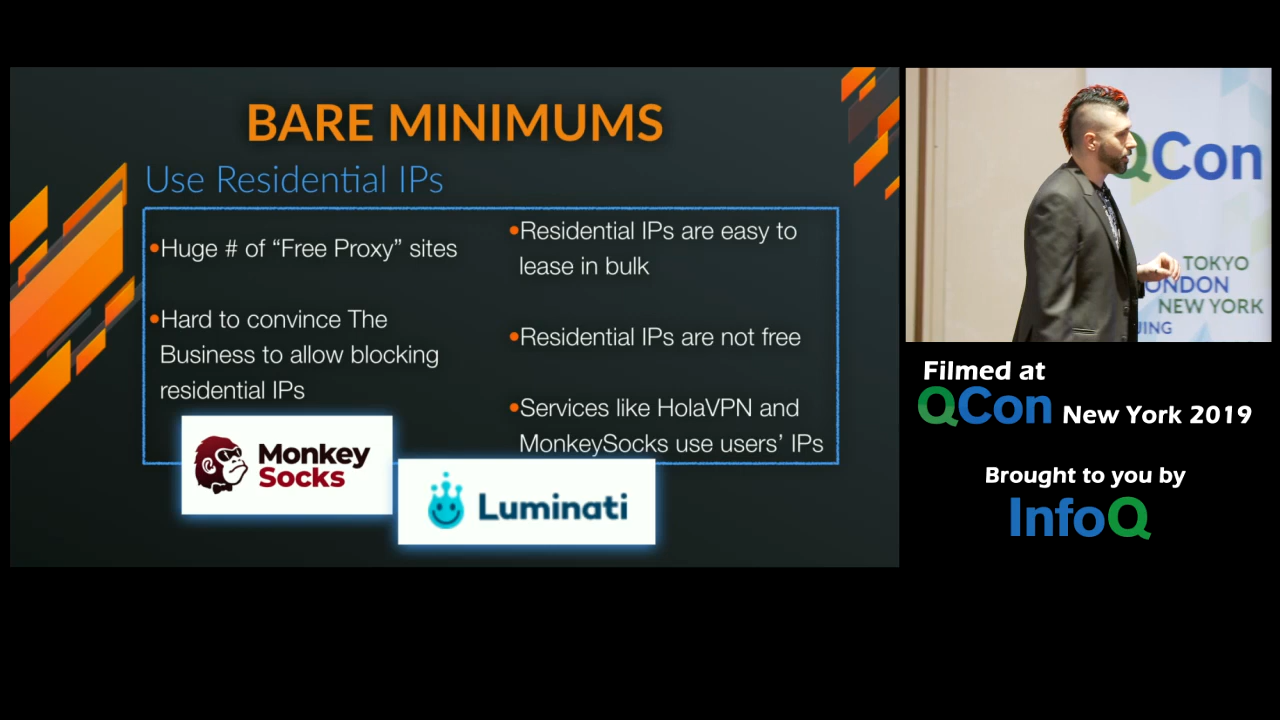 BARE MINIMUMS
Use Residential IPs
•Huge # of “Free Proxy” sites
•Hard to convince The
Business to allow blocking
residential IPs
•Residential IPs are easy to
lease in bulk
•Residential IPs are not free
•Services like HolaVPN and
MonkeySocks use users’ IPs
Monkey
Socks
Luminati
QCon
TOKYO
ONDON
NEW YORK
JING
Filmed at
QCon New York 2019
Brought to you by
InfoQ